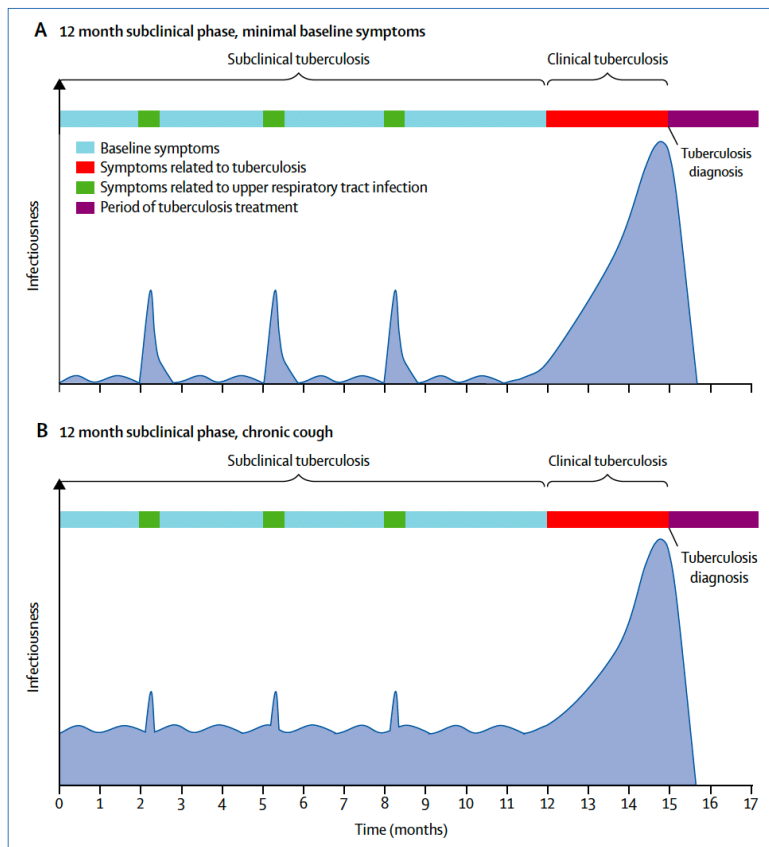 A 12 month subclinical phase, minimal baseline symptoms
Subclinical tuberculosis
Clinical tuberculosis
Baseline symptoms
Symptoms related to tuberculosis
Symptoms related to upper respiratory tract infection
Period of tuberculosis treatment
Tuberculosis
diagnosis
Infectiousness
B 12 month subclinical phase, chronic cough
Subclinical tuberculosis
Clinical tuberculosis
Tuberculosis
diagnosis
Infectiousness
0 1 2 3 4 5 6 7 8 9 10 11 12 13 14 15 16 17
Time (months)